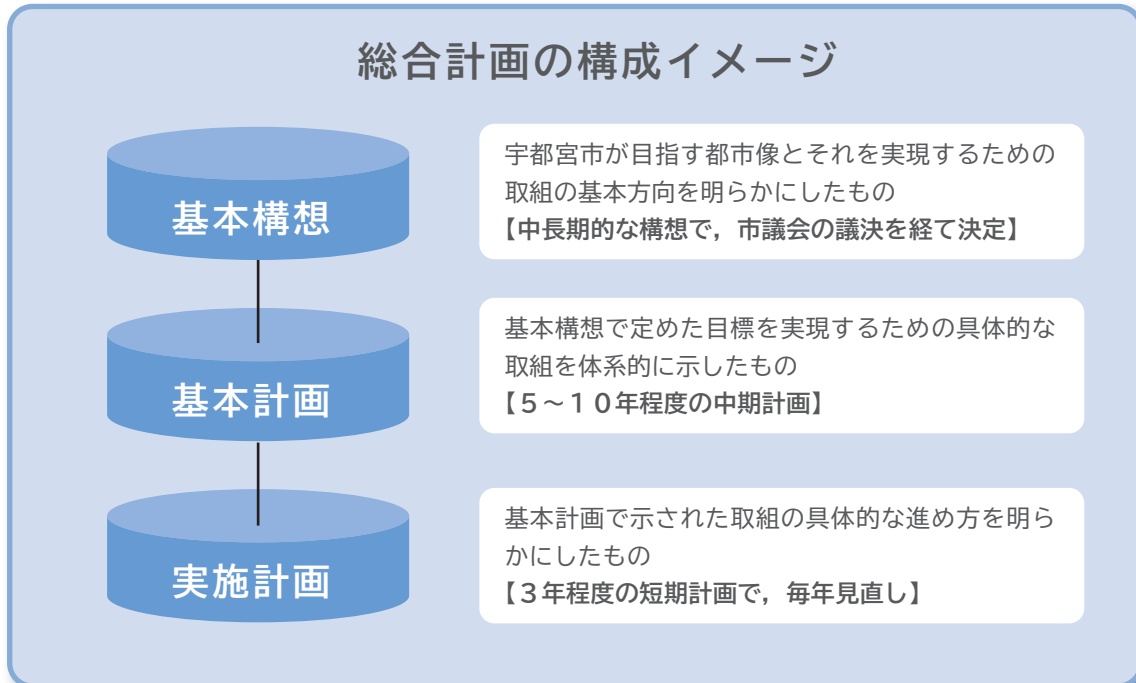 総合計画の構成イメージ
基本構想
宇都宮市が目指す都市像とそれを実現するための
取組の基本方向を明らかにしたもの
【中長期的な構想で，市議会の議決を経て決定】
基本計画
基本構想で定めた目標を実現するための具体的な
取組を体系的に示したもの
【５～１０年程度の中期計画】
実施計画
基本計画で示された取組の具体的な進め方を明ら
かにしたもの
【３年程度の短期計画で，毎年見直し】